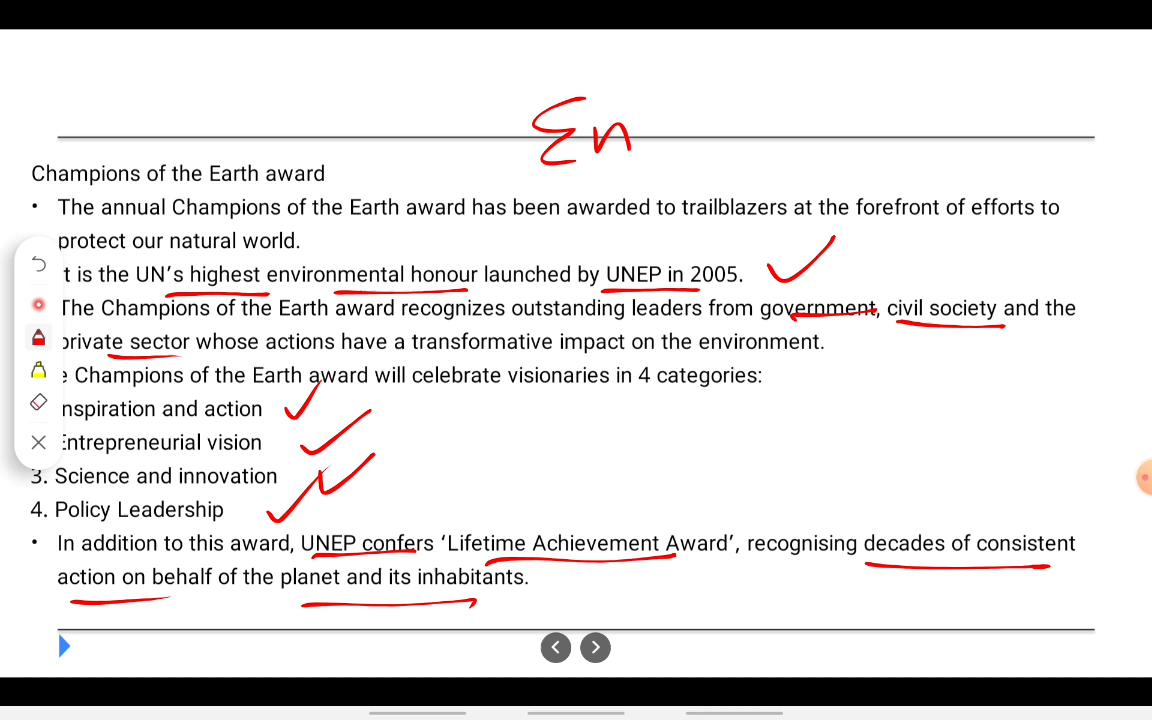 En
Champions of the Earth award
• The annual Champions of the Earth award has been awarded to trailblazers at the forefront of efforts to
protect our natural world.
t is the UN's highest environmental honour launched by UNEP in 2005.
The Champions of the Earth award recognizes outstanding leaders from government, civil society and the
private sector whose actions have a transformative impact on the environment.
e Champions of the Earth award will celebrate visionaries in 4 categories:
nspiration and action
Entrepreneurial vision
3. Science and innovation
4. Policy Leadership
• In addition to this award, UNEP confers ‘Lifetime Achievement Award’, recognising decades of consistent
action on behalf of the planet and its inhabitants.